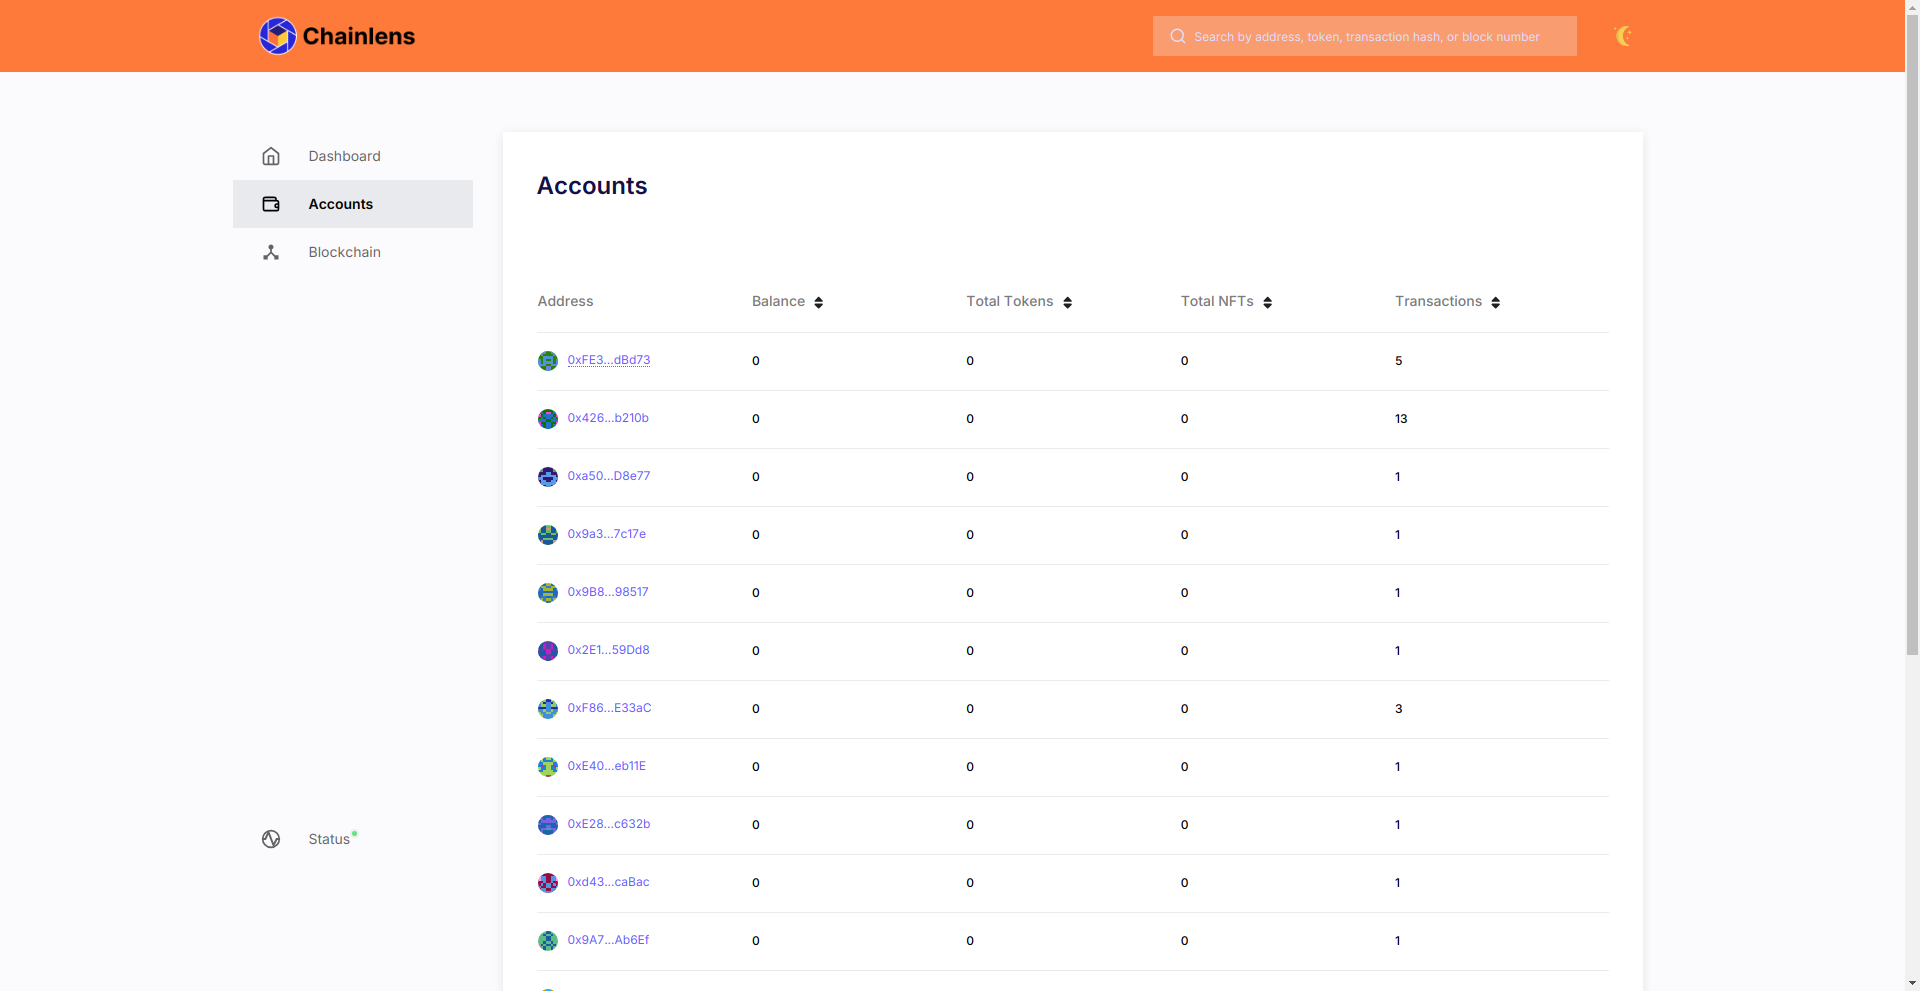 Chainlens
Search by address, token, transaction hash, or block number
Dashboard
Accounts
Blockchain
Status
Accounts
Address Balance Total Tokens Total NFTs Transactions
0xFE3...dBd73 0 0 0 5
0x426...b210b 0 0 0 13
0xa50...D8e77 0 0 0 1
0x9a3...7c17e 0 0 0 1
0x9B8...98517 0 0 0 1
0x2E1...59Dd8 0 0 0 1
0xF86...E33aC 0 0 0 3
0xE40...eb11E 0 0 0 1
0xE28...c632b 0 0 0 1
0xd43...caBac 0 0 0 1
0x9A7...Ab6Ef 0 0 0 1